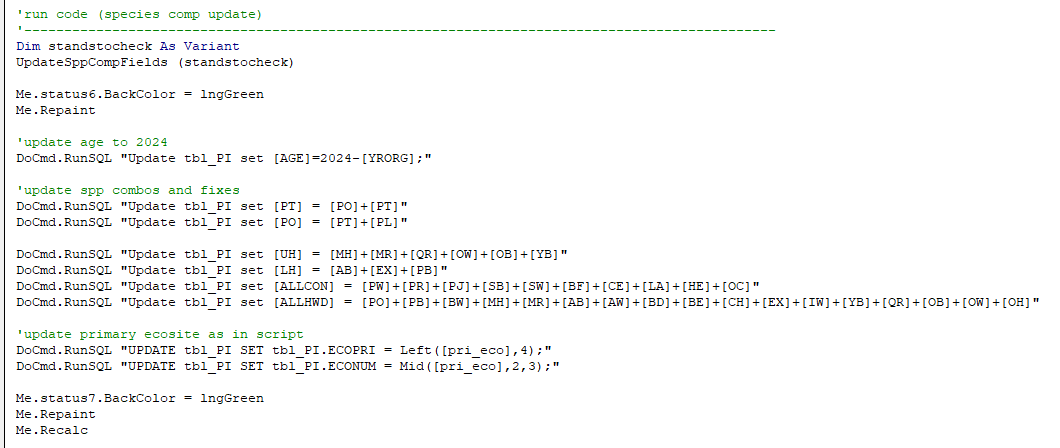 'run code (species comp update)
'----------------------------------------------------------------------------------------------
Dim standstocheck As Variant
UpdateSppCompFields (standstocheck)
Me.status6.BackColor = lngGreen
Me.Repaint
'update age to 2024
DoCmd.RunSQL "Update tbl_PI set [AGE]=2024-[YRORG];"
'update spp combos and fixes
DoCmd.RunSQL "Update tbl_PI set [PT] = [PO]+[PT]"
DoCmd.RunSQL "Update tbl_PI set [PO] = [PT]+[PL]"
DoCmd.RunSQL "Update tbl_PI set [UH] = [MH]+[MR]+[QR]+[OW]+[OB]+[YB]"
DoCmd.RunSQL "Update tbl_PI set [LH] = [AB]+[EX]+[PB]"
DoCmd.RunSQL "Update tbl_PI set [ALLCON] = [PW]+[PR]+[PJ]+[SB]+[SW]+[BF]+[CE]+[LA]+[HE]+[OC]"
DoCmd.RunSQL "Update tbl_PI set [ALLHWD] = [PO]+[PB]+[BW]+[MH]+[MR]+[AB]+[AW]+[BD]+[BE]+[CH]+[EX]+[IW]+[YB]+[QR]+[OB]+[OW]+[OH]"
'update primary ecosite as in script
DoCmd.RunSQL "UPDATE tbl_PI SET tbl_PI.ECOPRI = Left([pri_eco],4);"
DoCmd.RunSQL "UPDATE tbl_PI SET tbl_PI.ECONUM = Mid([pri_eco],2,3);"
Me.status7.BackColor = lngGreen
Me.Repaint
Me.Recalc